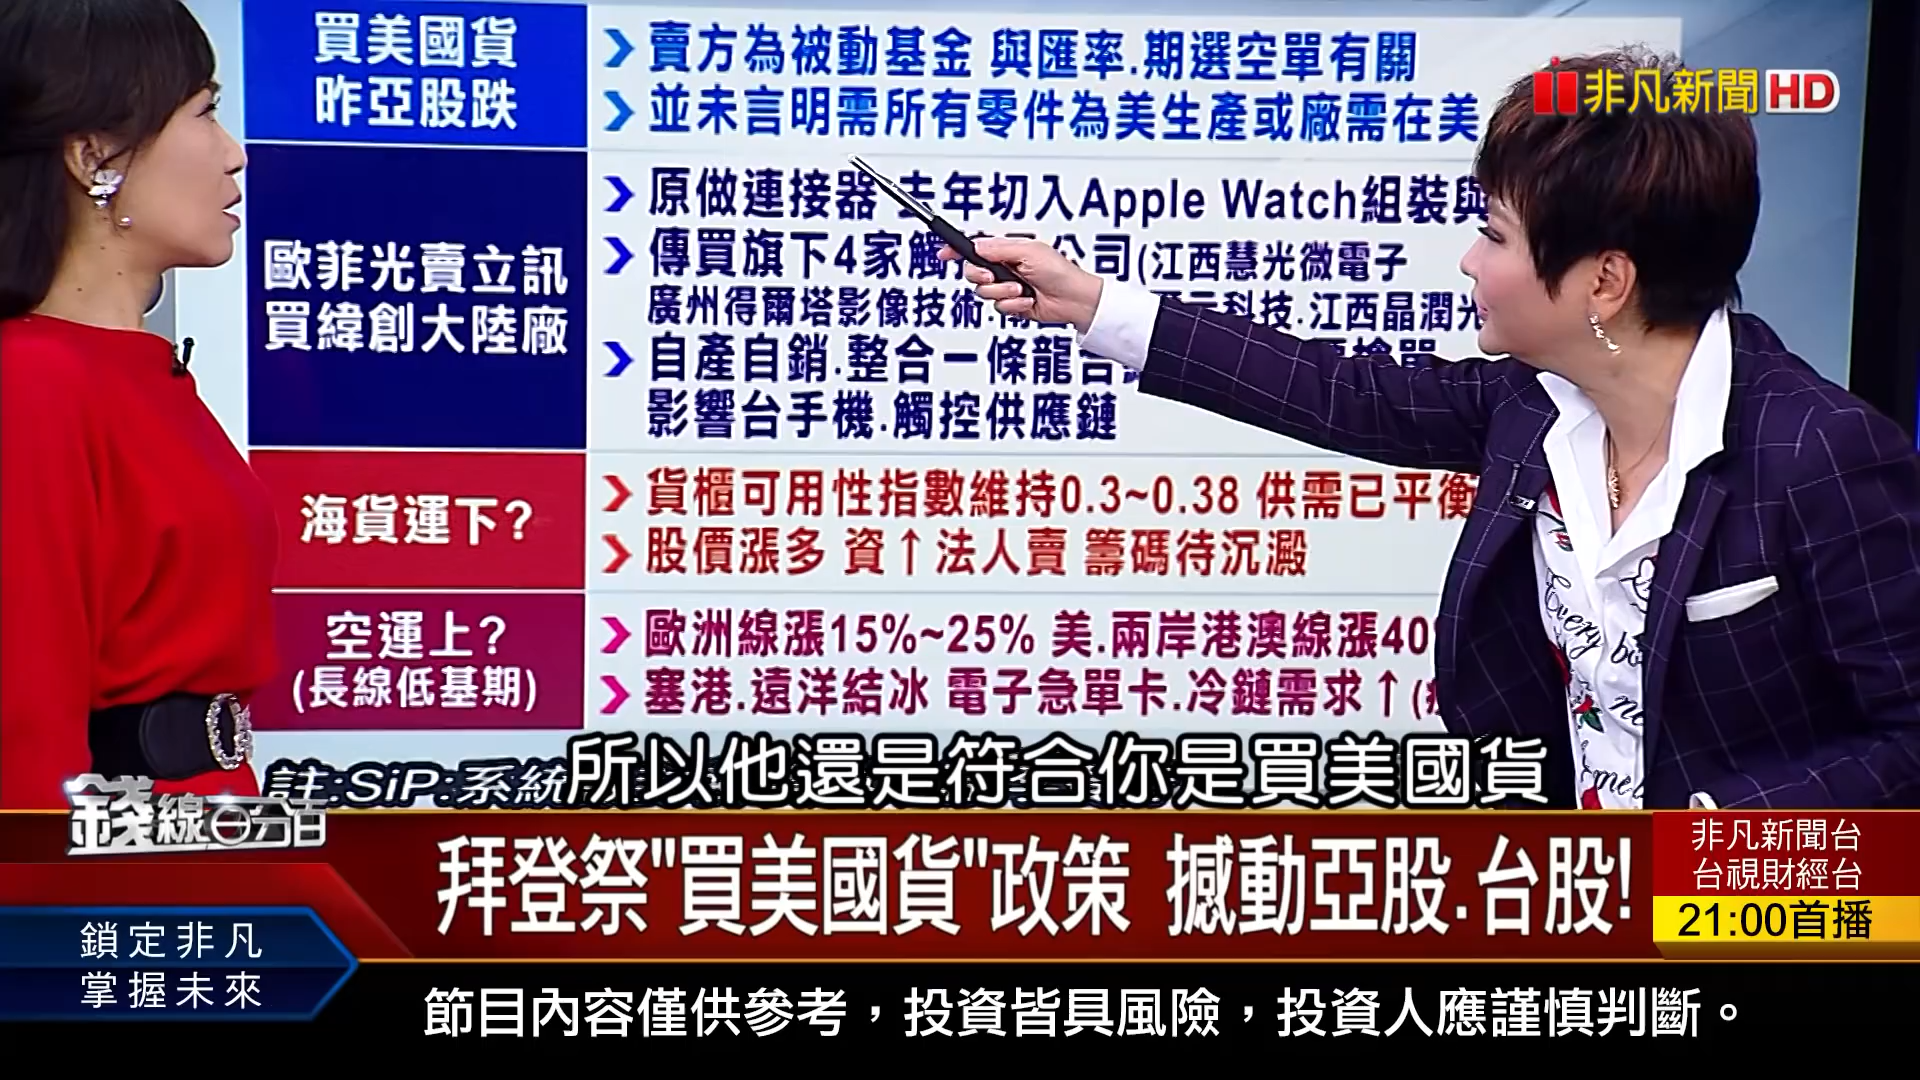 非凡新聞HD
買美國貨
昨亞股跌
賣方為被動基金 與匯率.期選空單有關
並未言明需所有零件為美生產或廠需在美
歐菲光賣立訊
買緯創大陸廠
原做連接器 去年切入Apple Watch組裝與
傳買旗下4家觸 公司(江西慧光微電子
廣州得爾塔影像技術. 科技.江西晶潤光
自產自銷.整合一條龍 搶單
影響台手機.觸控供應鏈
海貨運下?
貨櫃可用性指數維持0.3~0.38 供需已平衡
股價漲多 資↑法人賣 籌碼待沉澱
空運上?
(長線低基期)
歐洲線漲15%~25% 美.兩岸港澳線漲40
塞港.遠洋結冰 電子急單卡.冷鏈需求↑(
註:SiP:系統
所以他還是符合你是買美國貨
錢線百分百
拜登祭"買美國貨"政策 撼動亞股.台股!
非凡新聞台
台視財經台
21:00首播
鎖定非凡
掌握未來
節目內容僅供參考，投資皆具風險，投資人應謹慎判斷。